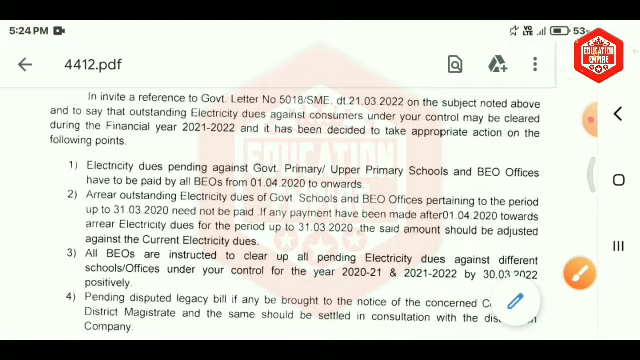 5:24 PM
VO
LTE
53
EDUCATION
EMPIRE
4412.pdf
In invite a reference to Govt. Letter No 5018/SME, dt.21.03.2022 on the subject noted above
and to say that outstanding Electricity dues against consumers under your control may be cleared
during the Financial year 2021-2022 and it has been decided to take appropriate action on the
following points.
1) Electricity dues pending against Govt. Primary/ Upper Primary Schools and BEO Offices
have to be paid by all BEOs from 01.04.2020 to onwards.
2) Arrear outstanding Electricity dues of Govt. Schools and BEO Offices pertaining to the period
up to 31.03.2020 need not be paid .If any payment have been made after01.04.2020 towards
arrear Electricity dues for the period up to 31.03.2020 ,the said amount should be adjusted
against the Current Electricity dues.
3) All BEOs are instructed to clear up all pending Electricity dues against different
schools/Offices under your control for the year 2020-21 & 2021-2022 by 30.03.2022
positively.
4) Pending disputed legacy bill if any be brought to the notice of the concerned
District Magistrate and the same should be settled in consultation with the
Company.